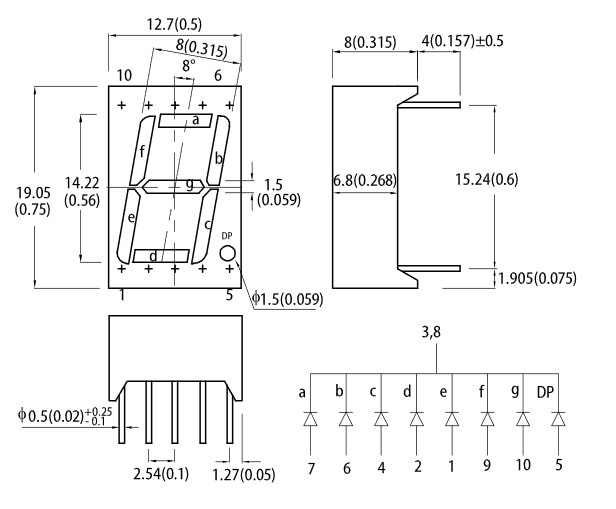 12.7(0.5)
8(0.315)
8°
10
6
a
f
b
g
e
c
d
DP
1
5
19.05
(0.75)
14.22
(0.56)
1.5
(0.059)
ϕ1.5(0.059)
8(0.315)
4(0.157)±0.5
6.8(0.268)
15.24(0.6)
1.905(0.075)
ϕ0.5(0.02)+0.25
-0.1
2.54(0.1)
1.27(0.05)
3,8
a b c d e f g DP
7 6 4 2 1 9 10 5